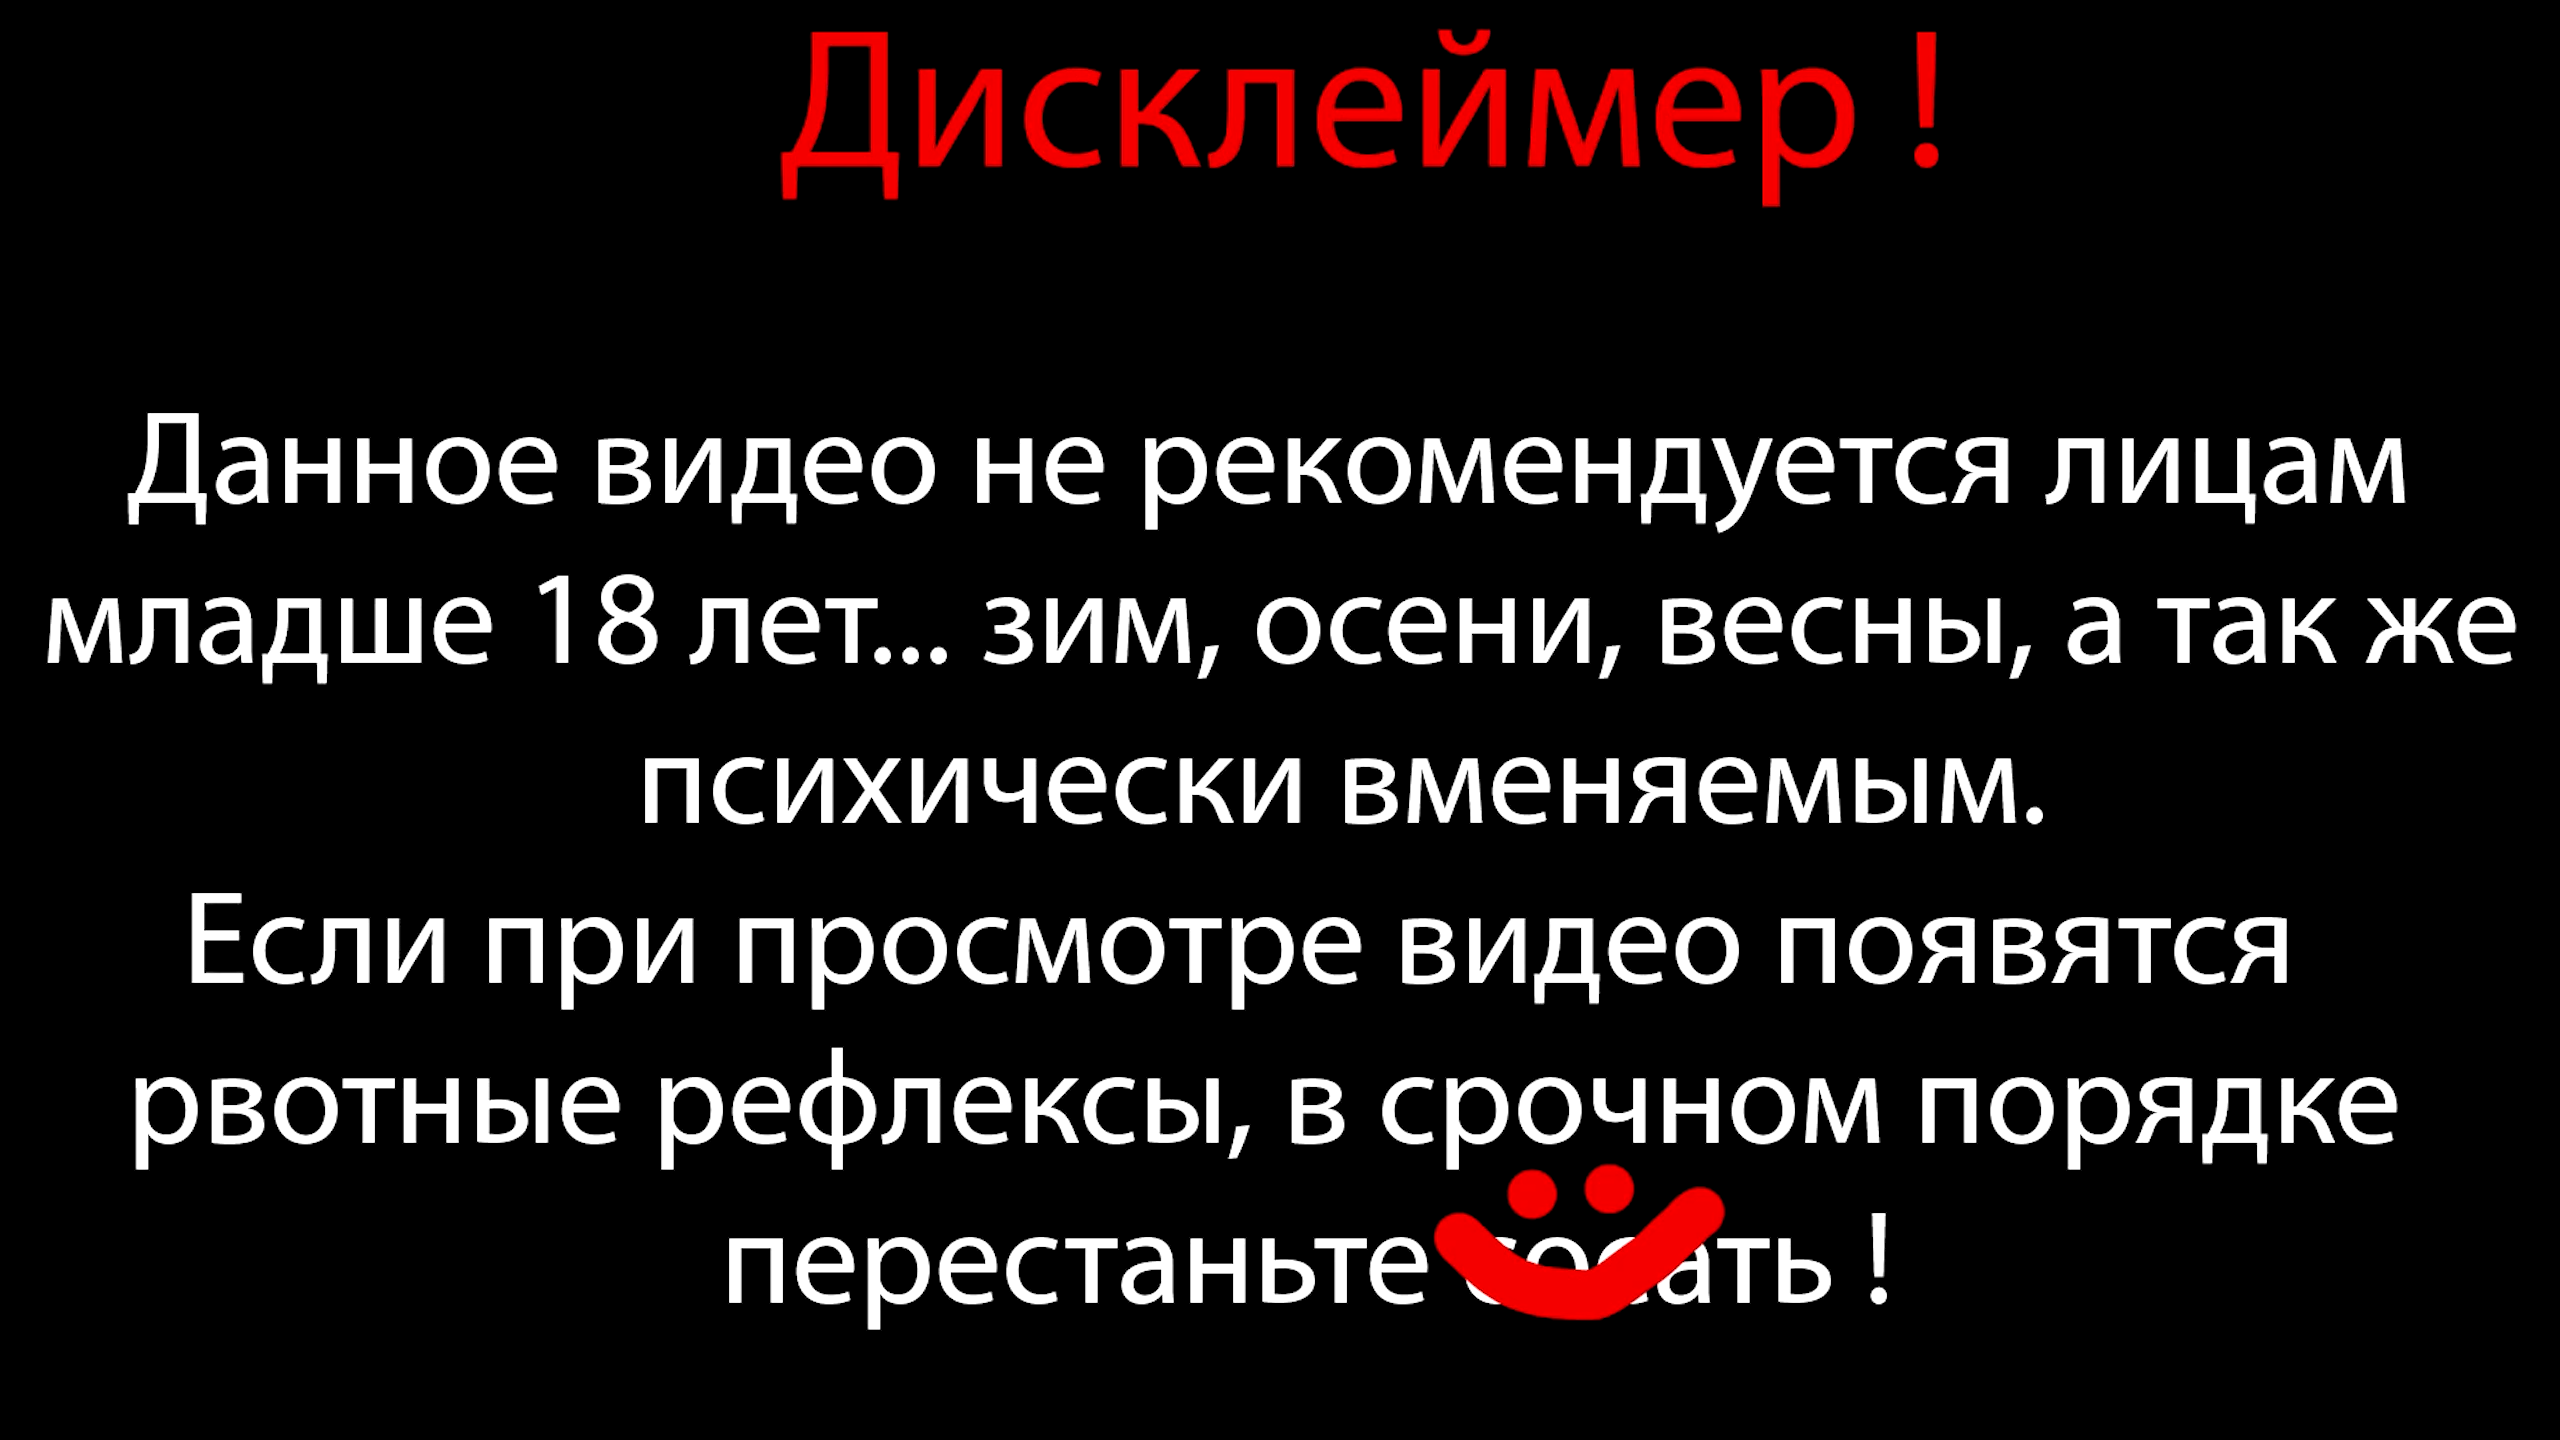 Дисклеймер !
Данное видео не рекомендуется лицам
младше 18 лет... зим, осени, весны, а так же
психически вменяемым.
Если при просмотре видео появятся
рвотные рефлексы, в срочном порядке
перестаньте сосать !